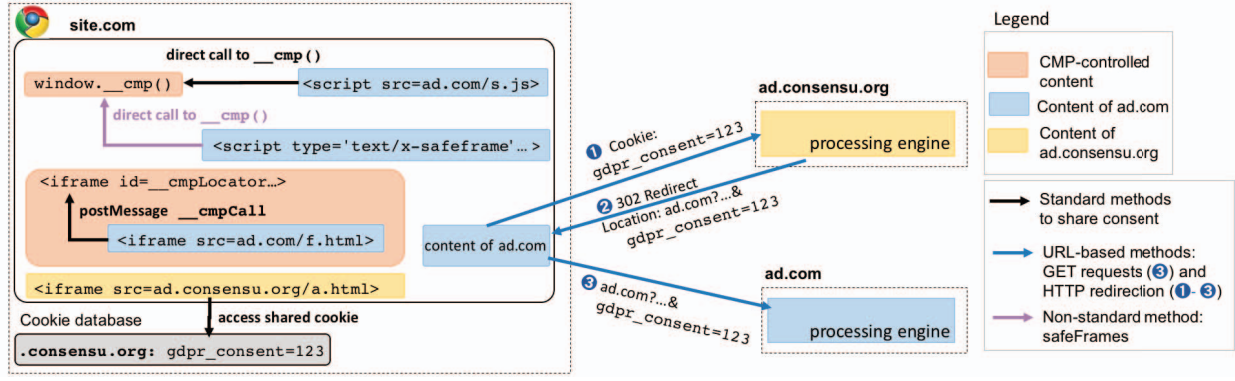 site.com
direct call to __cmp()
window.__cmp()
<script src=ad.com/s.js>
direct call to __cmp()
<script type='text/x-safeframe'…>
<iframe id=__cmpLocator…>
postMessage __cmpCall
<iframe src=ad.com/f.html>
content of ad.com
<iframe src=ad.consensu.org/a.html>
access shared cookie
Cookie database
.consensu.org: gdpr_consent=123
1 Cookie:
gdpr_consent=123
ad.consensu.org
processing engine
2 302 Redirect
Location: ad.com?...&
gdpr_consent=123
3 ad.com?...&
gdpr_consent=123
ad.com
processing engine
Legend
CMP-controlled
content
Content of ad.com
Content of
ad.consensu.org
Standard methods
to share consent
URL-based methods:
GET requests (3) and
HTTP redirection (1- 3)
Non-standard method:
safeFrames